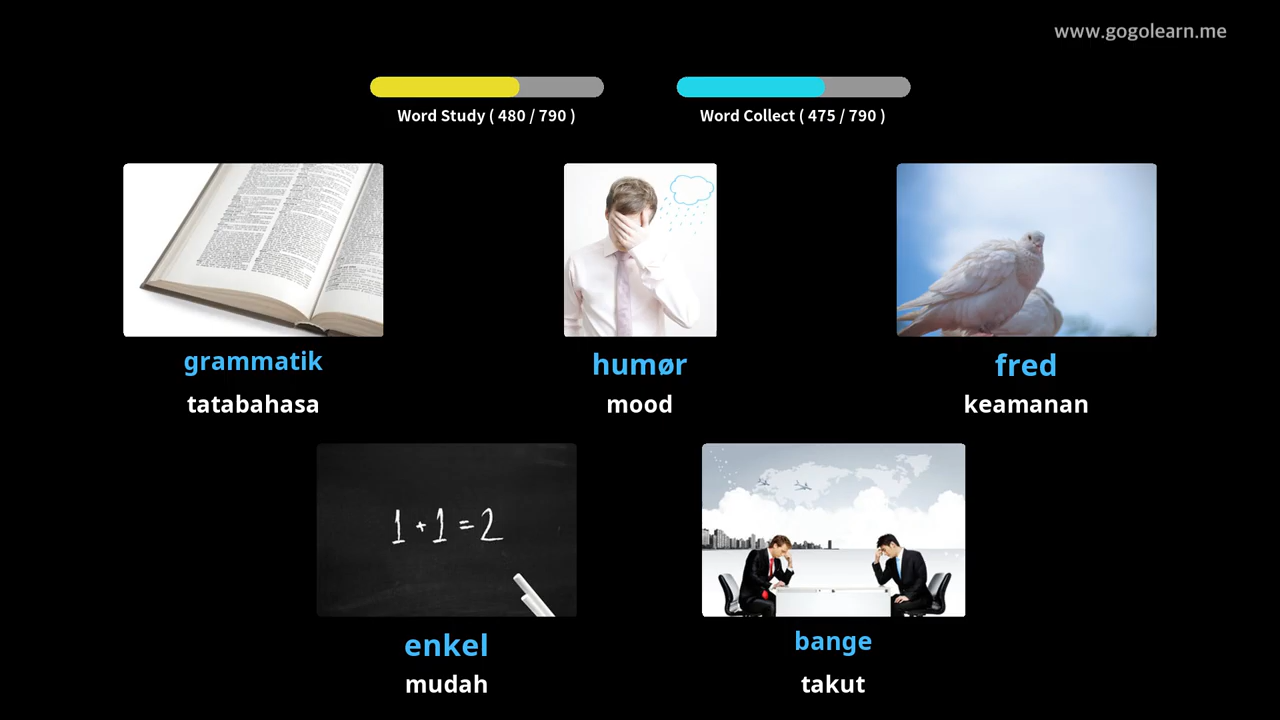 www.gogolearn.me
Word Study ( 480 / 790 )
Word Collect ( 475 / 790 )
grammatik
humør
fred
tatabahasa
mood
keamanan
1 + 1 = 2
enkel
bange
mudah
takut